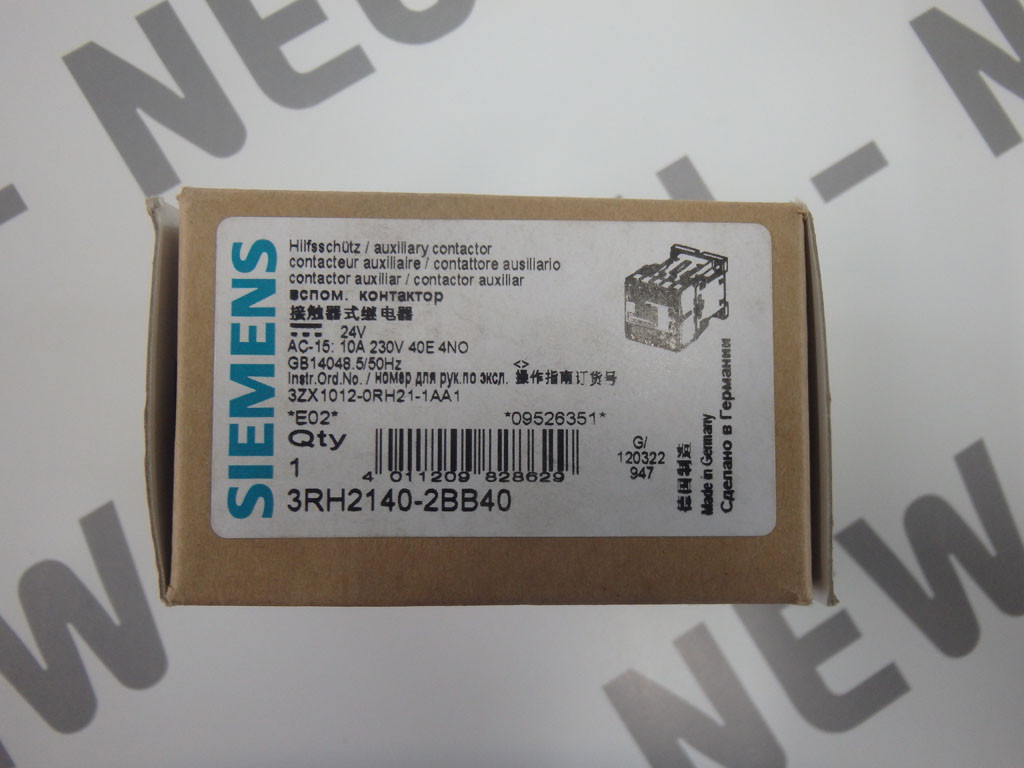 NEW
NEW
SIEMENS
Hilfsschütz / auxiliary contactor
contacteur auxiliaire / contattore ausiliario
contactor auxiliar / contactor auxiliar
вспом. контактор
接触器式继电器
24V
AC-15: 10A 230V 40E 4NO
GB14048.5/50Hz
<>
Instr.Ord.No. / номер для рук.по эксл. 操作指南订货号
3ZX1012-0RH21-1AA1
*E02* *09526351*
Qty
1
4 011209 828629
3RH2140-2BB40
G/
120322
947
德国制造
Made in Germany
Сделано в Германии
W
NEW